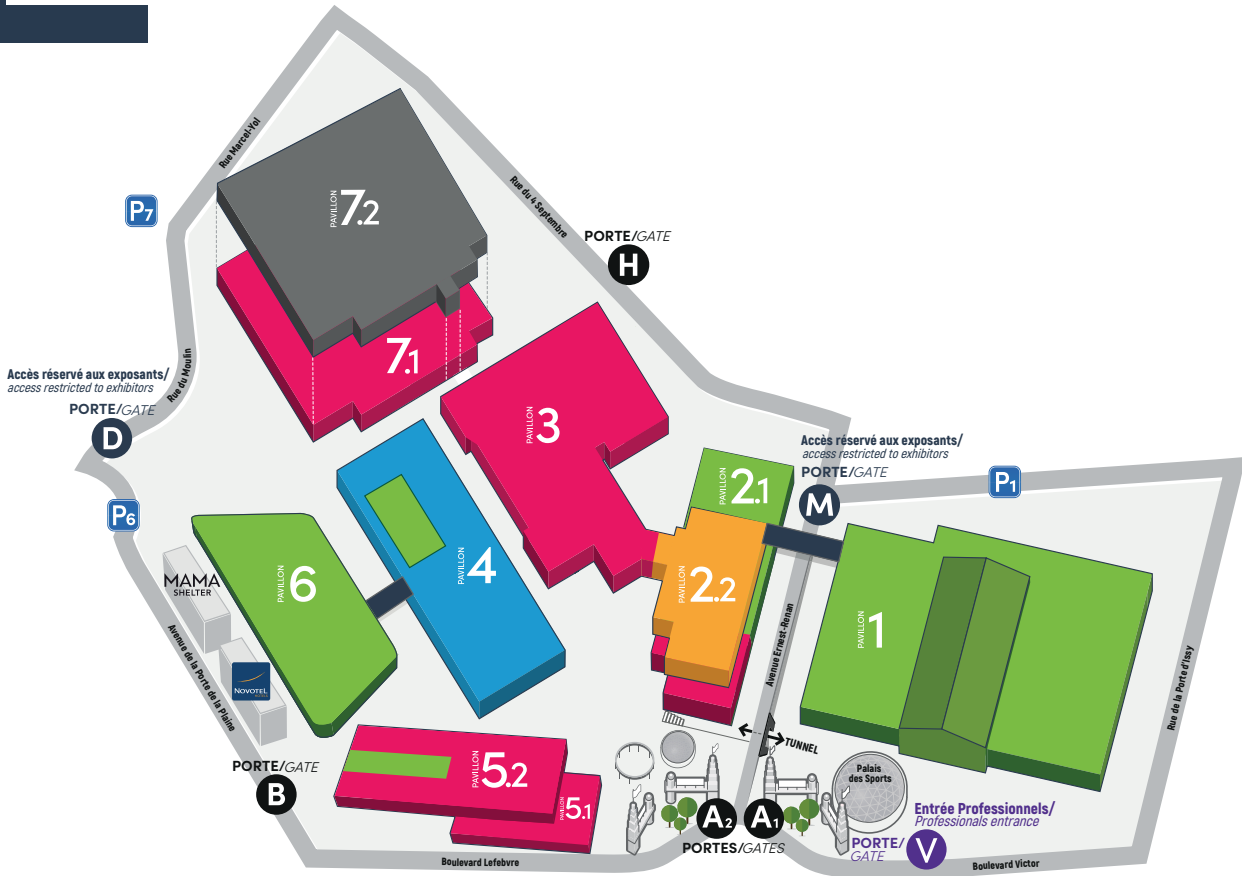 Rue Marcel-Yol
PAVILLON
7.2
P7
Rue du 4 Septembre
PORTE/GATE
H
7.1
Accès réservé aux exposants/
access restricted to exhibitors
Rue du Moulin
PORTE/GATE
D
PAVILLON
3
Accès réservé aux exposants/
access restricted to exhibitors
PORTE/GATE
M
P1
PAVILLON
2.1
P6
PAVILLON
4
PAVILLON
6
MAMA
SHELTER
PAVILLON
2.2
PAVILLON
1
Avenue Ernest-Renan
Rue de la Porte d'Issy
Avenue de la Porte de la Plaine
NOVOTEL
HOTELS
PAVILLON
5.2
PAVILLON
5.1
TUNNEL
PORTE/GATE
B
Palais
des Sports
Entrée Professionnels/
Professionals entrance
PORTE/
GATE
V
A2
A1
PORTES/GATES
Boulevard Lefebvre
Boulevard Victor